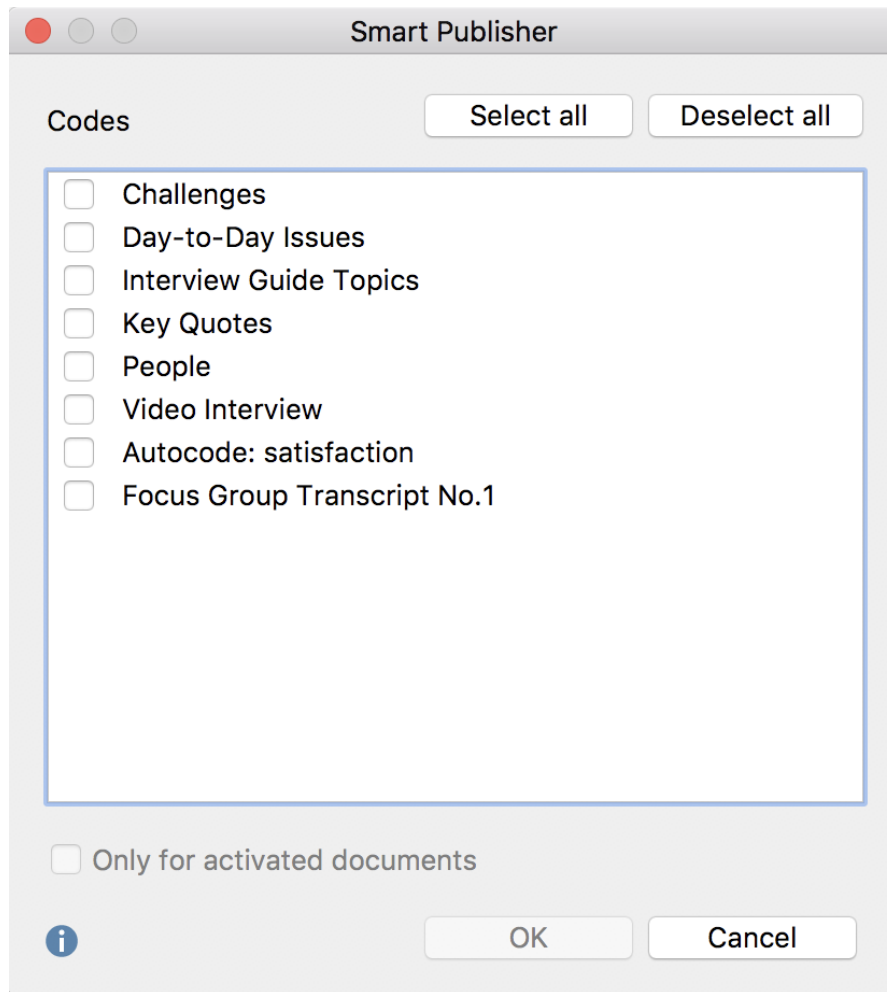 Smart Publisher
Codes
Select all
Deselect all
Challenges
Day-to-Day Issues
Interview Guide Topics
Key Quotes
People
Video Interview
Autocode: satisfaction
Focus Group Transcript No.1
Only for activated documents
OK
Cancel